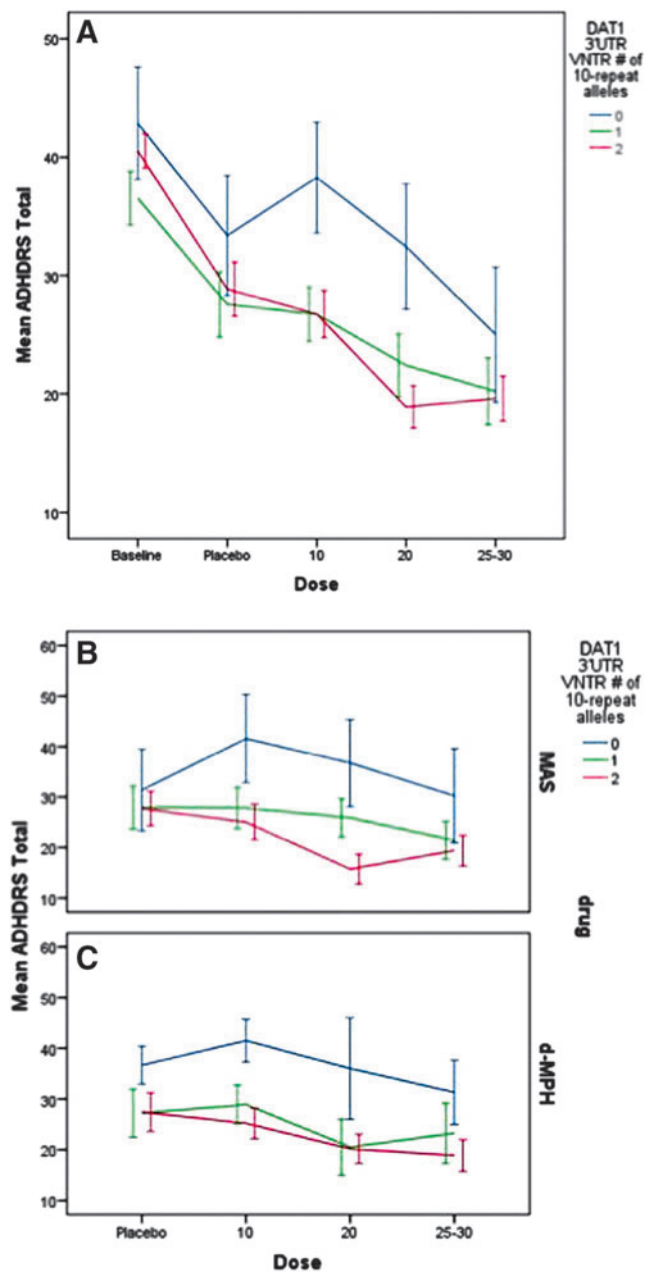 A
DAT1
3'UTR
VNTR # of
10-repeat
alleles
0
1
2
50
40
30
20
10
Mean ADHDRS Total
Baseline Placebo 10 20 25-30
Dose
B
DAT1
3'UTR
VNTR # of
10-repeat
alleles
0
1
2
60
50
40
30
20
10
MAS
Mean ADHDRS Total
drug
C
60
50
40
30
20
10
d-MPH
Placebo 10 20 25-30
Dose